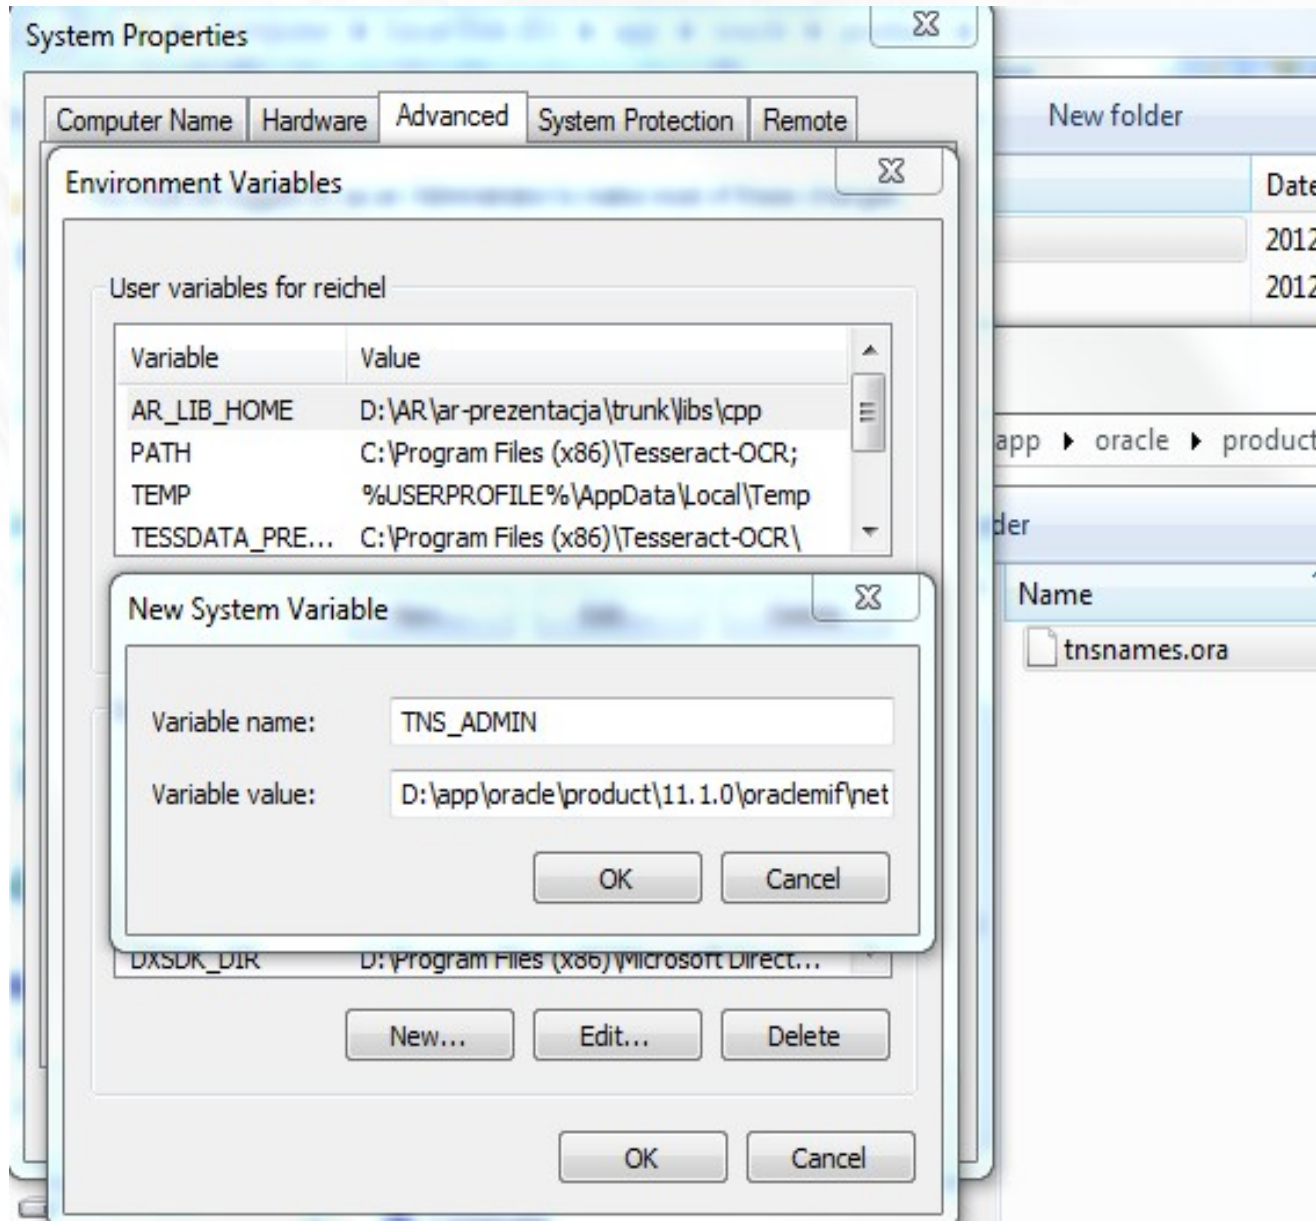 System Properties
Computer Name Hardware Advanced System Protection Remote
Environment Variables
User variables for reichel
Variable Value
AR_LIB_HOME D:\AR\ar-prezentacja\trunk\libs\cpp
PATH C:\Program Files (x86)\Tesseract-OCR;
TEMP %USERPROFILE%\AppData\Local\Temp
TESSDATA_PRE... C:\Program Files (x86)\Tesseract-OCR\
New System Variable
Variable name: TNS_ADMIN
Variable value: D:\app\oracle\product\11.1.0\oraclemif\net
OK Cancel
DXSDK_DIR D:\Program Files (x86)\Microsoft Direct...
New... Edit... Delete
OK Cancel
New folder
Date
2012
2012
app oracle product
der
Name
tnsnames.ora